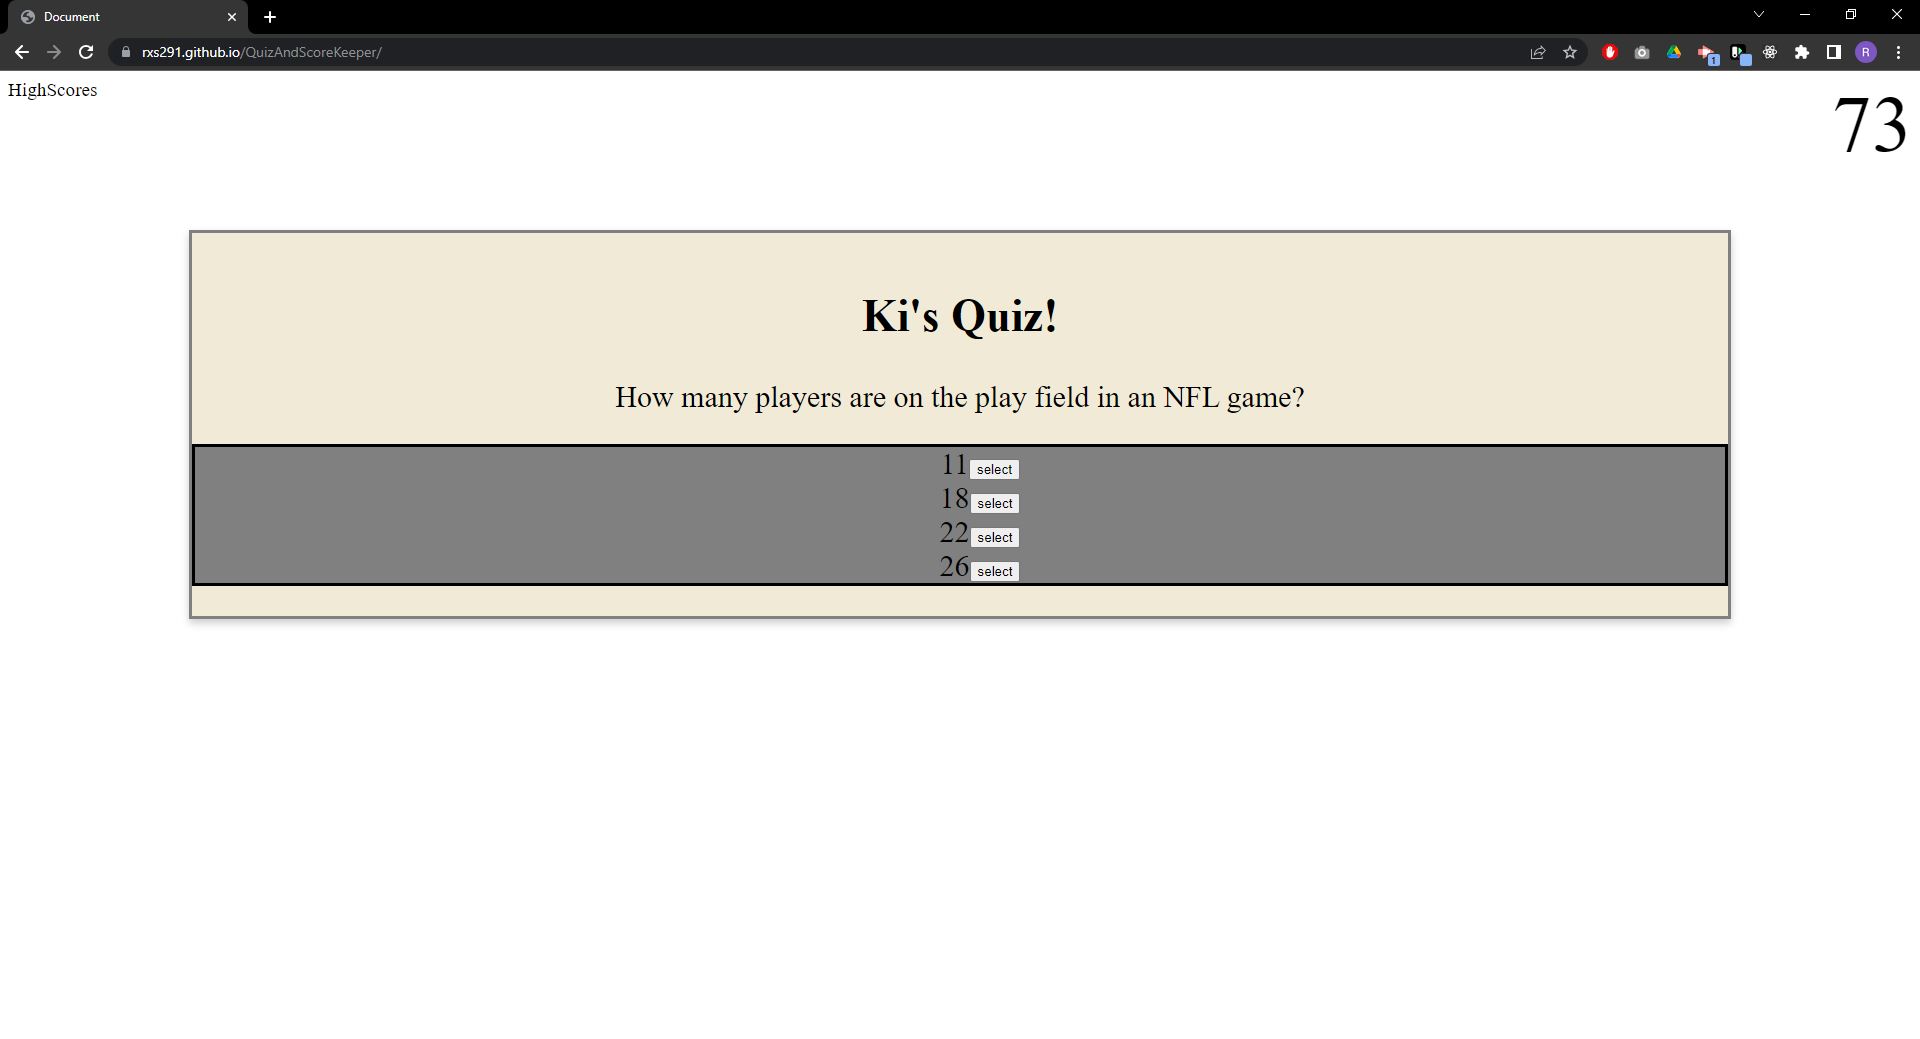 Document
rxs291.github.io/QuizAndScoreKeeper/
1
R
HighScores
73
Ki's Quiz!
How many players are on the play field in an NFL game?
11 select
18 select
22 select
26 select